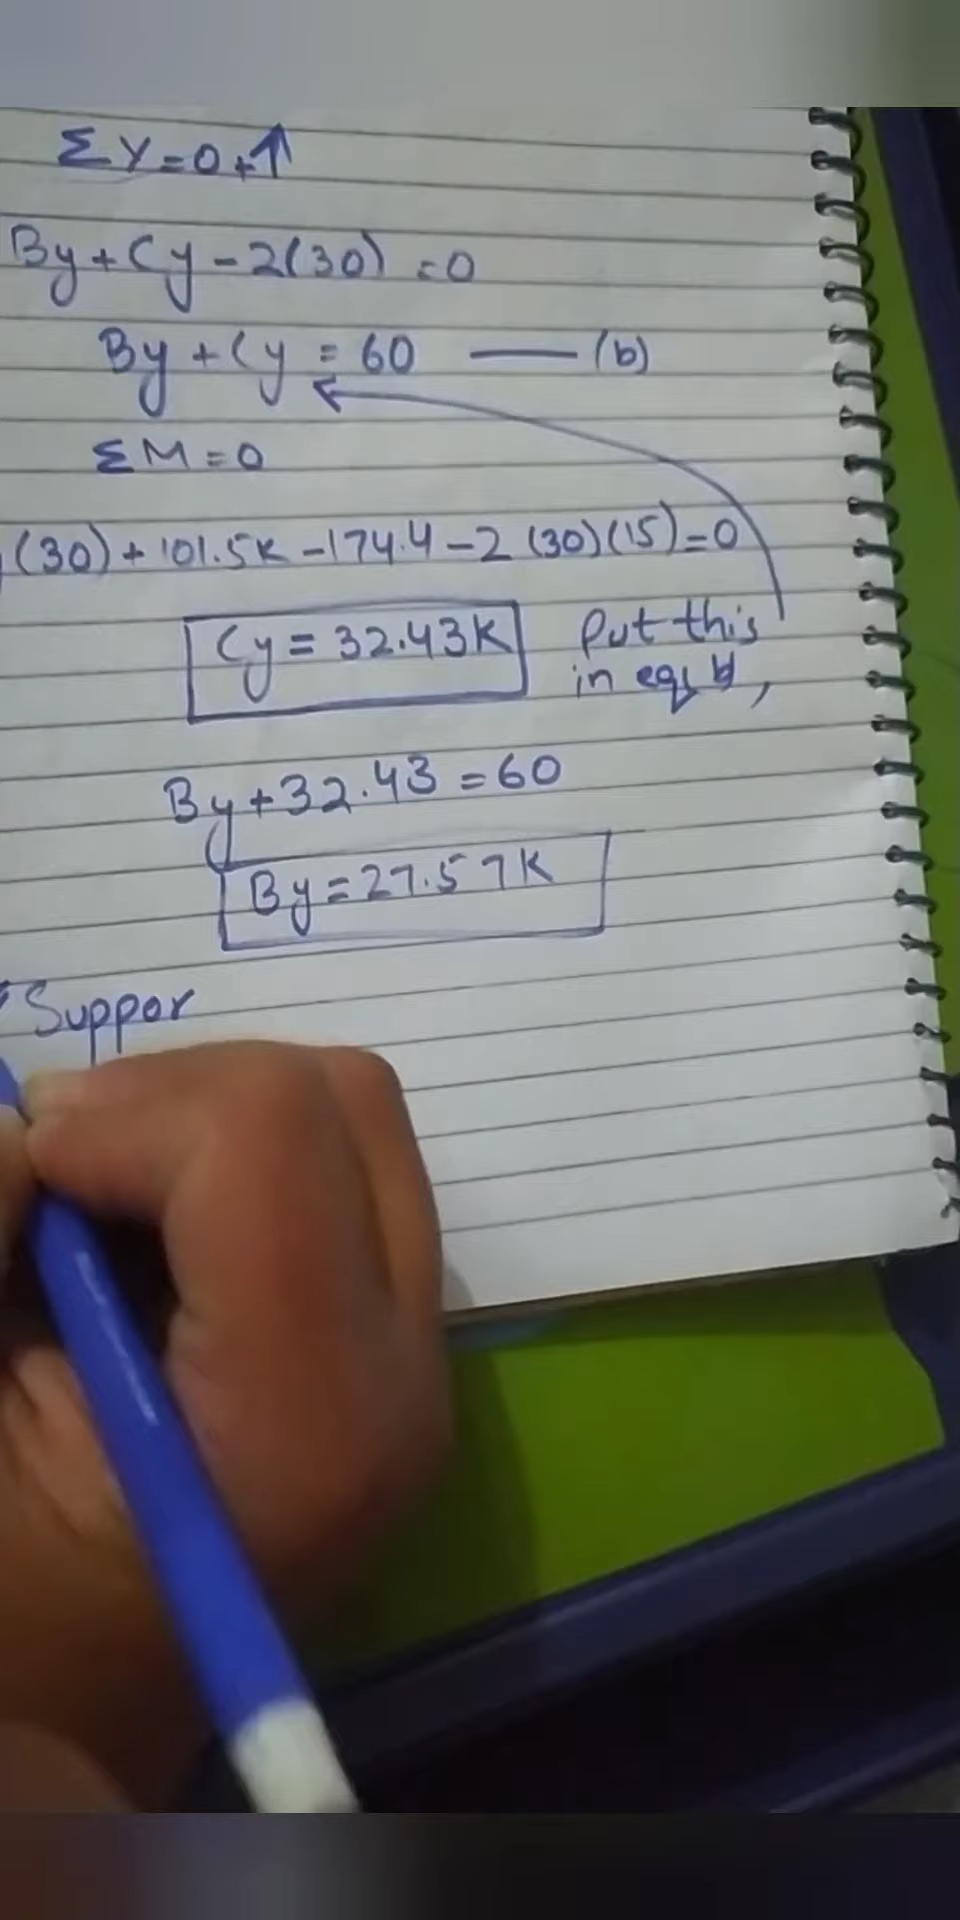 ΣY=0+↑
By+Cy-2(30)=0
By+Cy=60 —— (b)
ΣM=0
(30)+101.5K-174.4-2(30)(15)=0
Cy=32.43K Put this
in eq b,
By+32.43=60
By=27.57K
Suppor